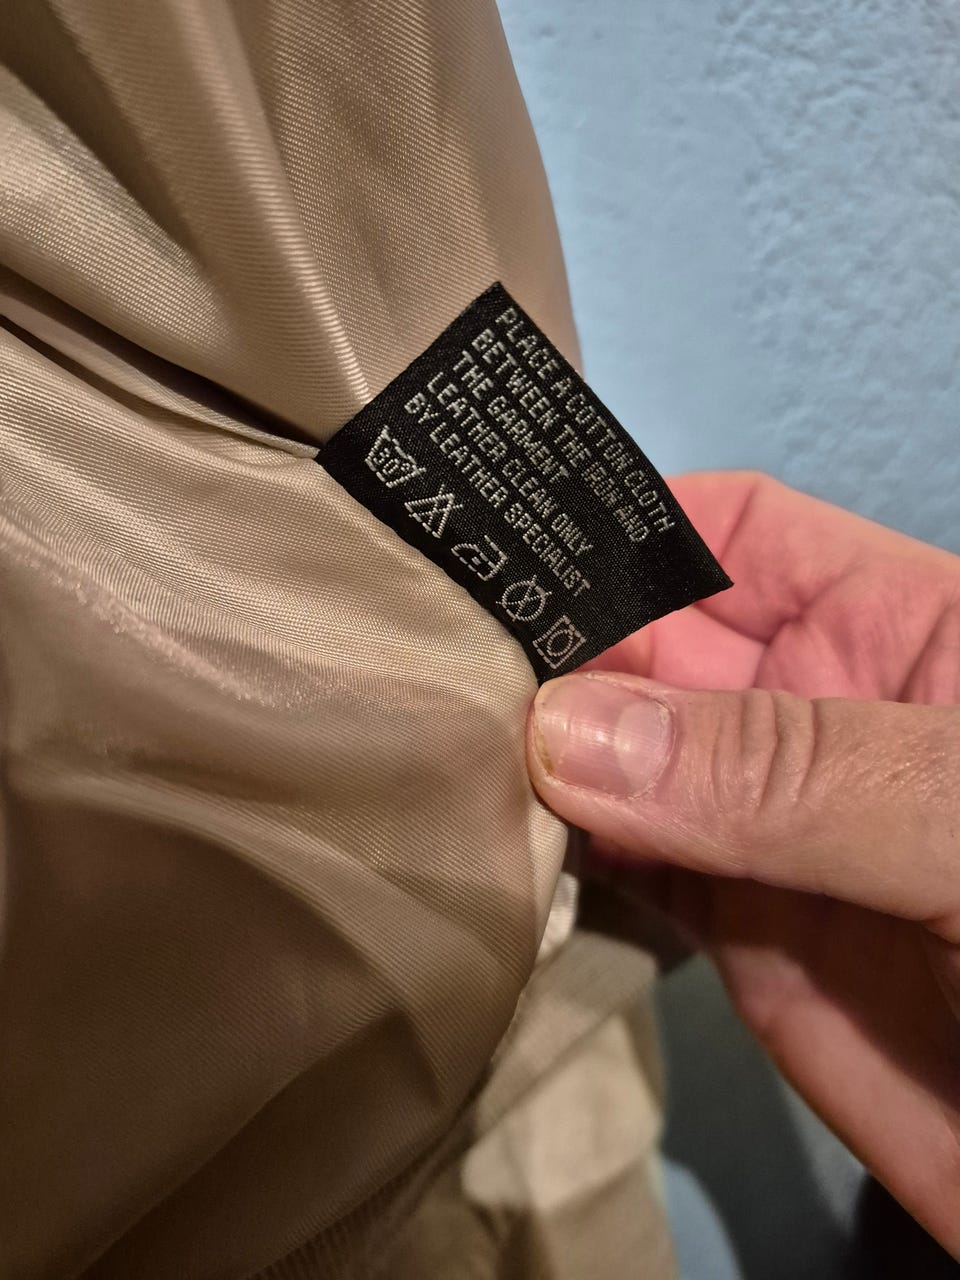 PLACE A COTTON CLOTH
BETWEEN THE IRON AND
THE GARMENT
LEATHER CLEAN ONLY
BY LEATHER SPECIALIST
30